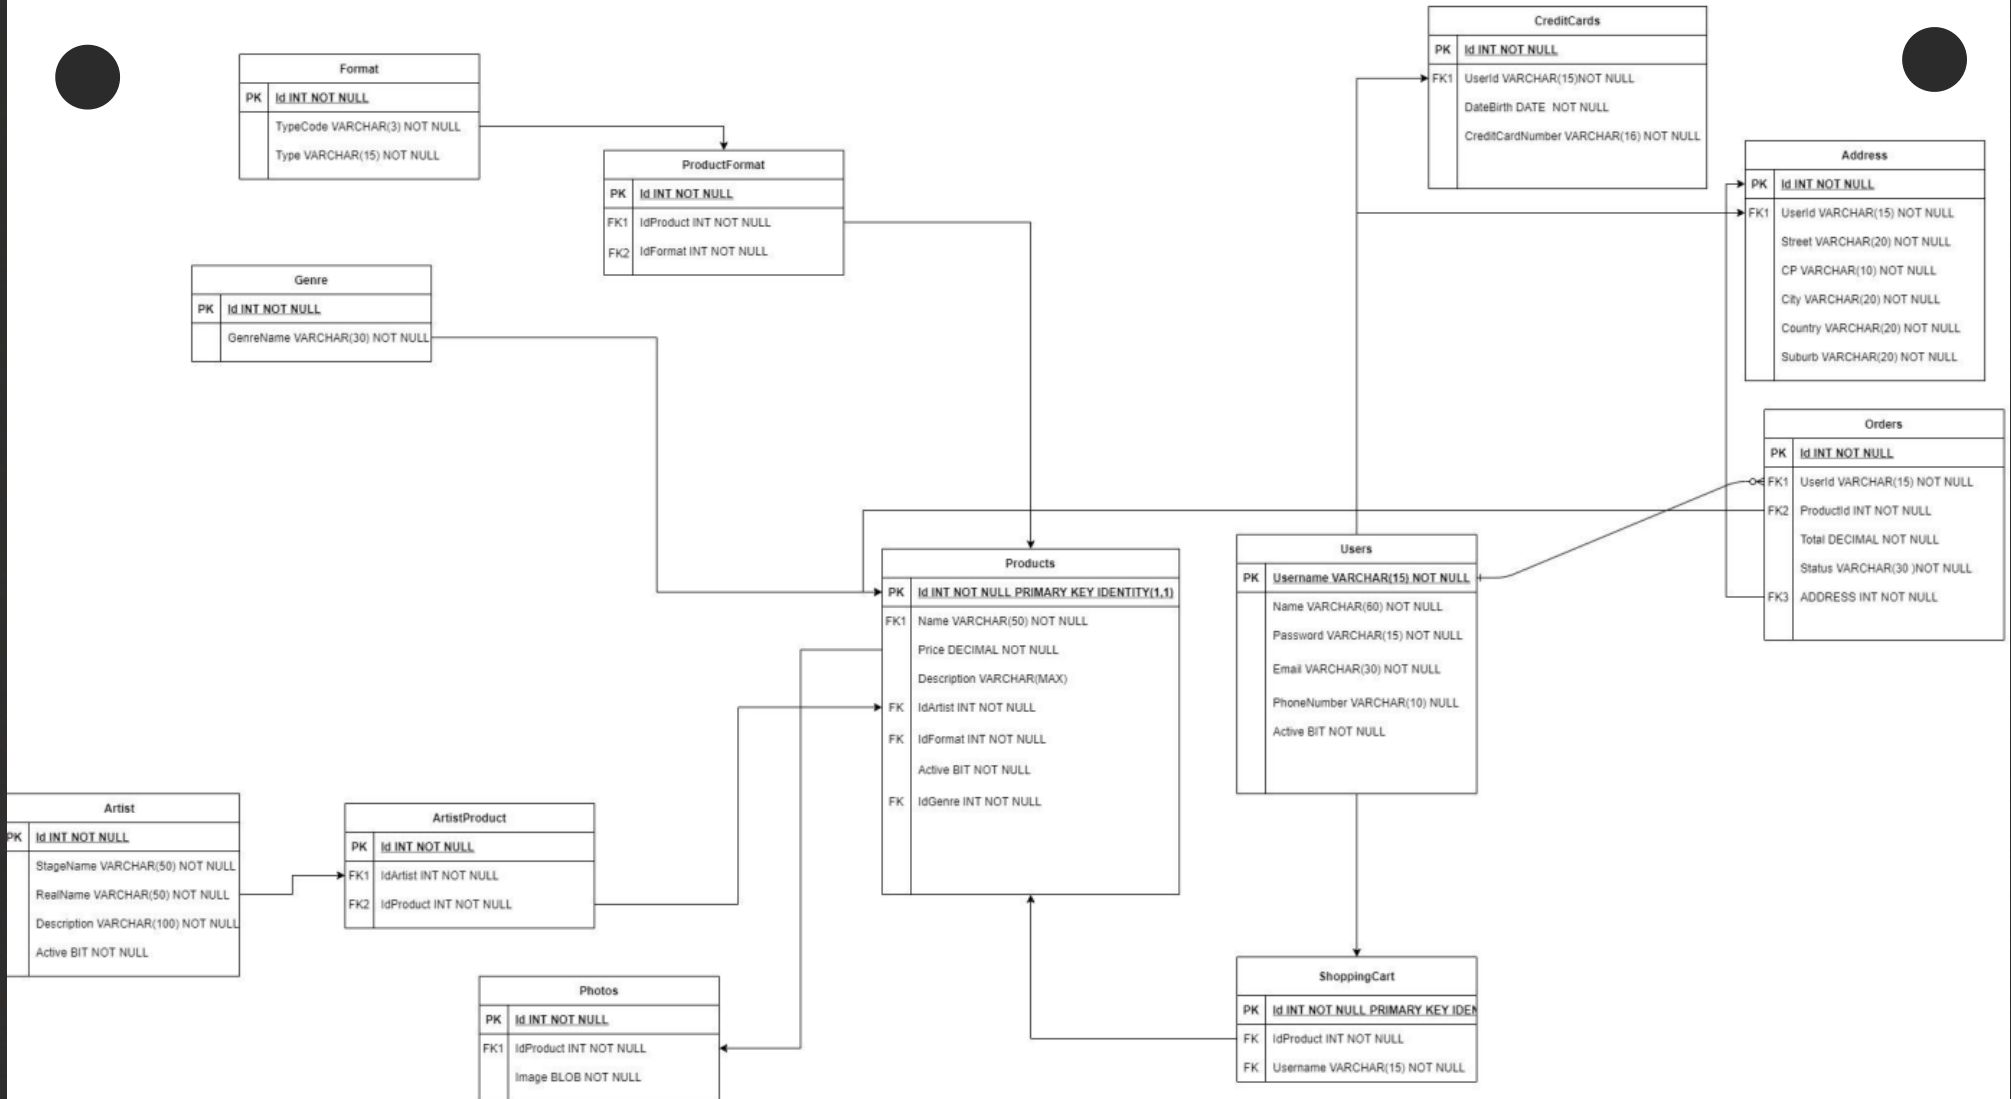 Format
PK Id INT NOT NULL
TypeCode VARCHAR(3) NOT NULL
Type VARCHAR(15) NOT NULL
ProductFormat
PK Id INT NOT NULL
FK1 IdProduct INT NOT NULL
FK2 IdFormat INT NOT NULL
Genre
PK Id INT NOT NULL
GenreName VARCHAR(30) NOT NULL
CreditCards
PK Id INT NOT NULL
FK1 UserId VARCHAR(15)NOT NULL
DateBirth DATE NOT NULL
CreditCardNumber VARCHAR(16) NOT NULL
Address
PK Id INT NOT NULL
FK1 UserId VARCHAR(15) NOT NULL
Street VARCHAR(20) NOT NULL
CP VARCHAR(10) NOT NULL
City VARCHAR(20) NOT NULL
Country VARCHAR(20) NOT NULL
Suburb VARCHAR(20) NOT NULL
Orders
PK Id INT NOT NULL
FK1 UserId VARCHAR(15) NOT NULL
FK2 ProductId INT NOT NULL
Total DECIMAL NOT NULL
Status VARCHAR(30 )NOT NULL
FK3 ADDRESS INT NOT NULL
Products
PK Id INT NOT NULL PRIMARY KEY IDENTITY(1,1)
FK1 Name VARCHAR(50) NOT NULL
Price DECIMAL NOT NULL
Description VARCHAR(MAX)
FK IdArtist INT NOT NULL
FK IdFormat INT NOT NULL
Active BIT NOT NULL
FK IdGenre INT NOT NULL
Users
PK Username VARCHAR(15) NOT NULL
Name VARCHAR(60) NOT NULL
Password VARCHAR(15) NOT NULL
Email VARCHAR(30) NOT NULL
PhoneNumber VARCHAR(10) NULL
Active BIT NOT NULL
Artist
PK Id INT NOT NULL
StageName VARCHAR(50) NOT NULL
RealName VARCHAR(50) NOT NULL
Description VARCHAR(100) NOT NULL
Active BIT NOT NULL
ArtistProduct
PK Id INT NOT NULL
FK1 IdArtist INT NOT NULL
FK2 IdProduct INT NOT NULL
Photos
PK Id INT NOT NULL
FK1 IdProduct INT NOT NULL
Image BLOB NOT NULL
ShoppingCart
PK Id INT NOT NULL PRIMARY KEY IDEN
FK IdProduct INT NOT NULL
FK Username VARCHAR(15) NOT NULL